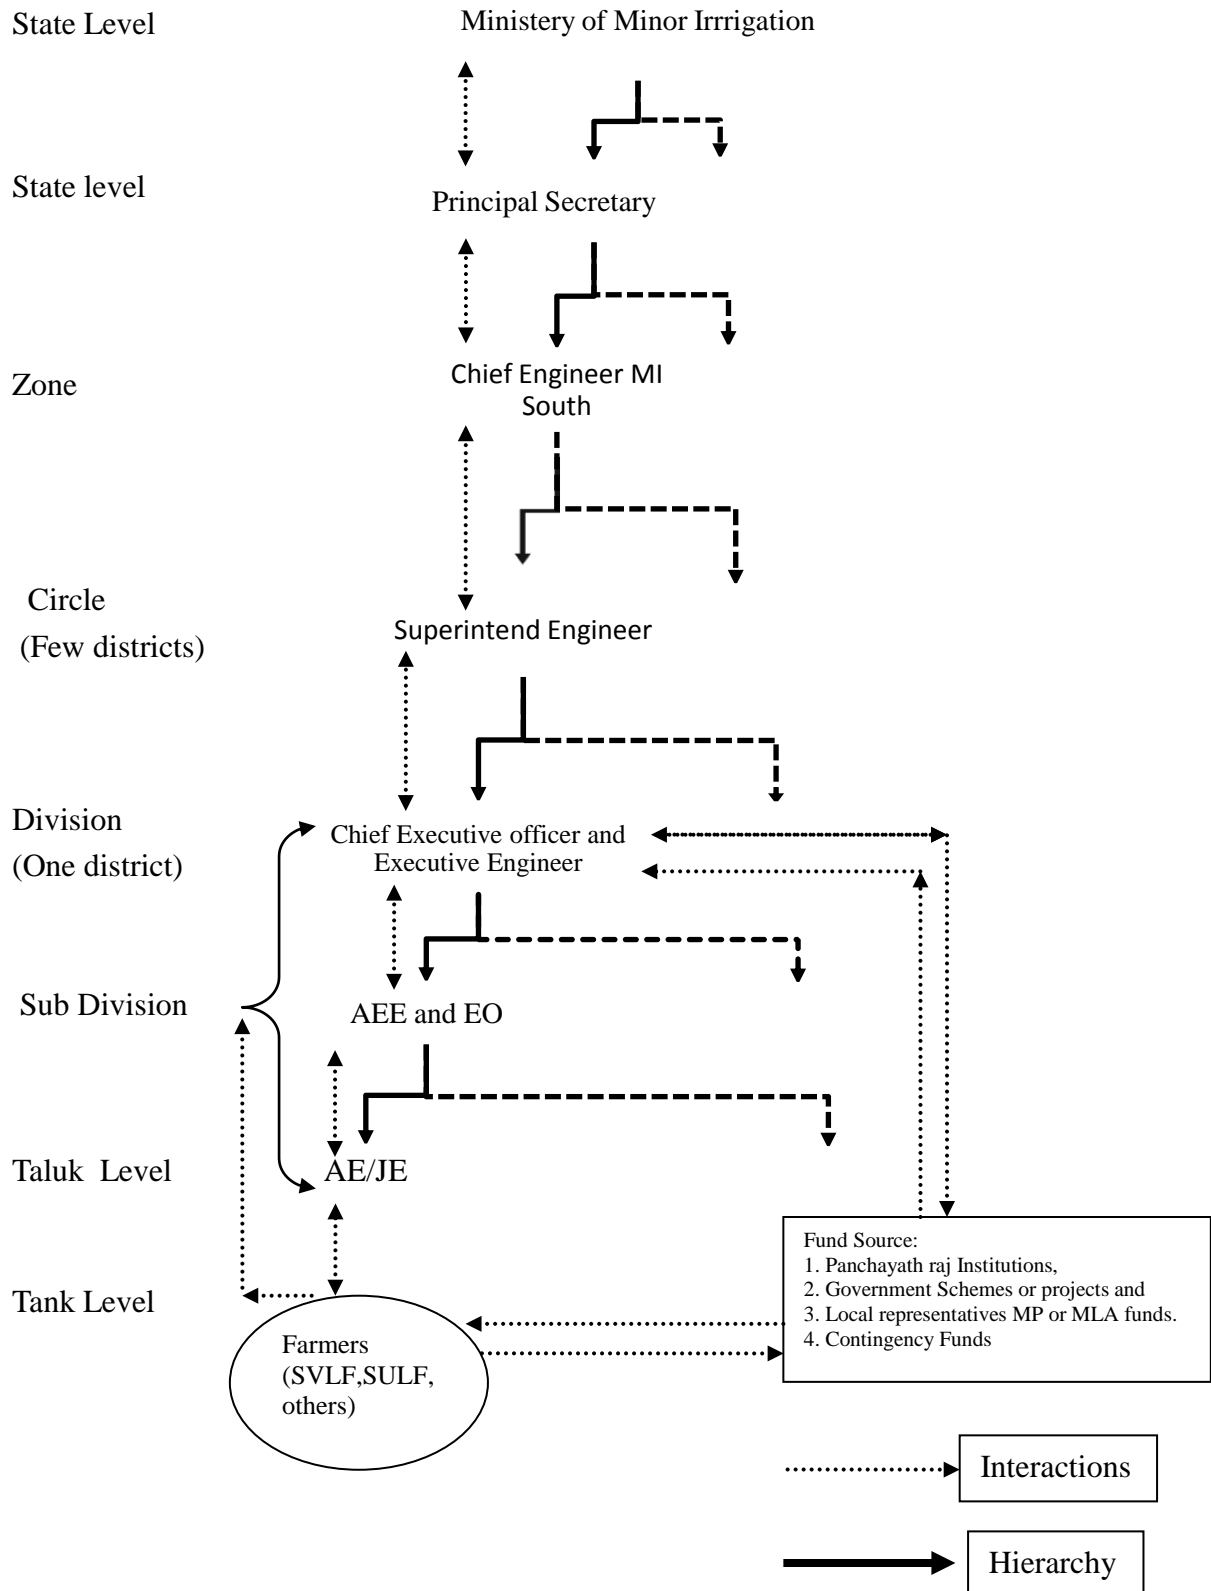 State Level
Ministery of Minor Irrrigation
State level
Principal Secretary
Zone
Chief Engineer MI
South
Circle
(Few districts)
Superintend Engineer
Division
(One district)
Chief Executive officer and
Executive Engineer
Sub Division
AEE and EO
Taluk Level
AE/JE
Tank Level
Farmers
(SVLF,SULF,
others)
Fund Source:
1. Panchayath raj Institutions,
2. Government Schemes or projects and
3. Local representatives MP or MLA funds.
4. Contingency Funds
Interactions
Hierarchy